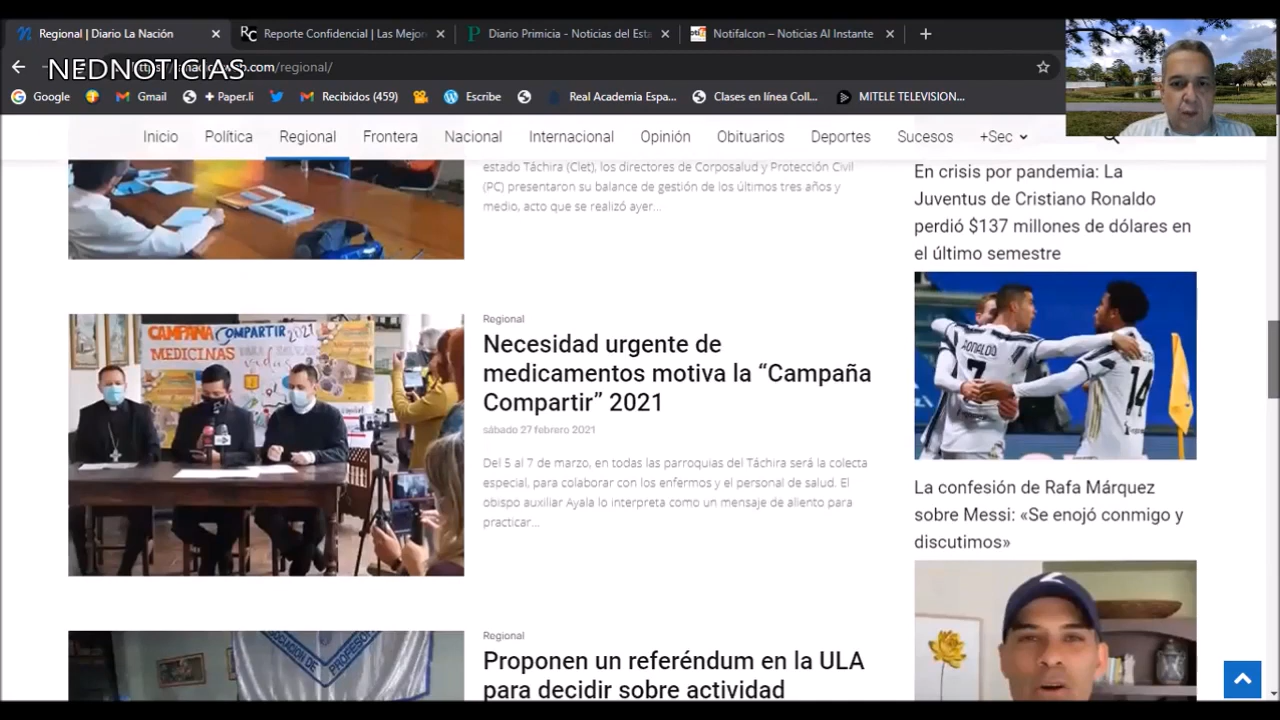 Regional | Diario La Nación
Reporte Confidencial | Las Mejo
Diario Primicia - Noticias del Esta
Notifalcon – Noticias Al Instante
NEDNOTICIAS
.com/regional/
Google
Gmail
+ Paper.li
Recibidos (459)
Escribe
Real Academia Espa...
Clases en línea Coll...
MITELE TELEVISION...
Inicio
Política
Regional
Frontera
Nacional
Internacional
Opinión
Obituarios
Deportes
Sucesos
+Sec
estado Táchira (Clet), los directores de Corposalud y Protección Civil
(PC) presentaron su balance de gestión de los últimos tres años y
medio, acto que se realizó ayer...
CAMPAÑA COMPARTIR 2021
MEDICINAS
Regional
Necesidad urgente de
medicamentos motiva la “Campaña
Compartir” 2021
sábado 27 febrero 2021
Del 5 al 7 de marzo, en todas las parroquias del Táchira será la colecta
especial, para colaborar con los enfermos y el personal de salud. El
obispo auxiliar Ayala lo interpreta como un mensaje de aliento para
practicar...
Regional
Proponen un referéndum en la ULA
para decidir sobre actividad
En crisis por pandemia: La
Juventus de Cristiano Ronaldo
perdió $137 millones de dólares en
el último semestre
RONALDO
7
14
La confesión de Rafa Márquez
sobre Messi: «Se enojó conmigo y
discutimos»